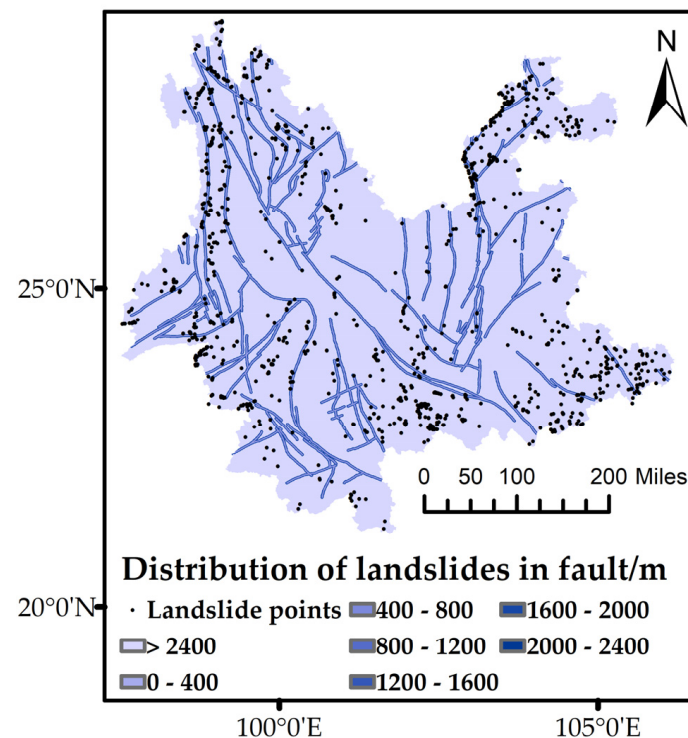 N
25°0'N
0 50 100 200 Miles
Distribution of landslides in fault/m
Landslide points 400 - 800 1600 - 2000
20°0'N
> 2400 800 - 1200 2000 - 2400
0 - 400 1200 - 1600
100°0'E 105°0'E